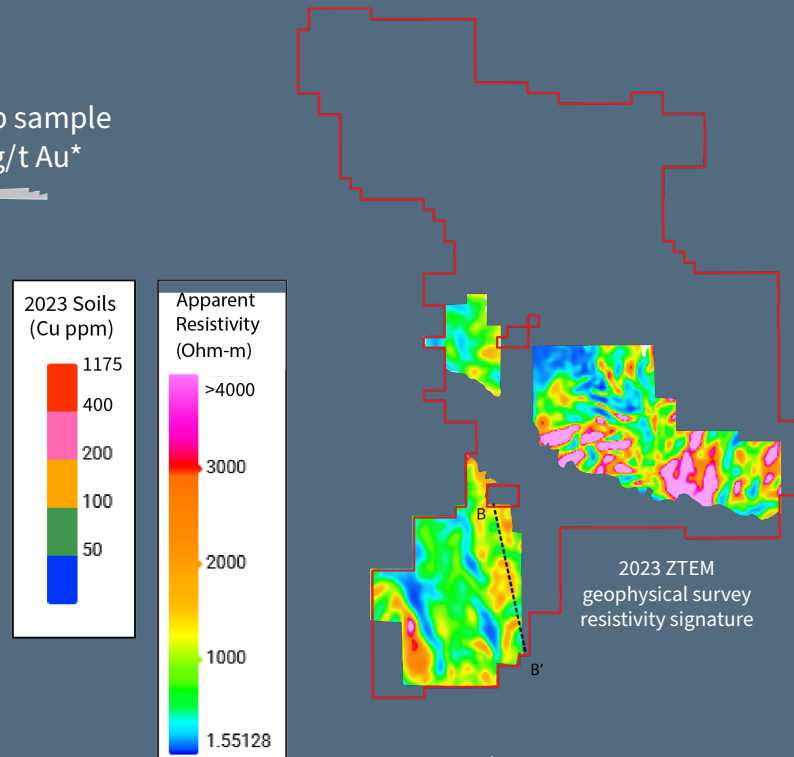 sample
g/t Au*
2023 Soils
(Cu ppm)
1175
400
200
100
50
Apparent
Resistivity
(Ohm-m)
>4000
3000
2000
1000
1.55128
B
B'
2023 ZTEM
geophysical survey
resistivity signature